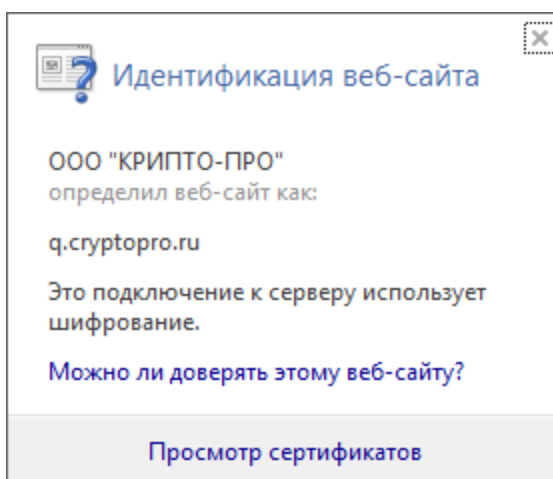 Идентификация веб-сайта
ООО "КРИПТО-ПРО"
определил веб-сайт как:
q.cryptopro.ru
Это подключение к серверу использует
шифрование.
Можно ли доверять этому веб-сайту?
Просмотр сертификатов